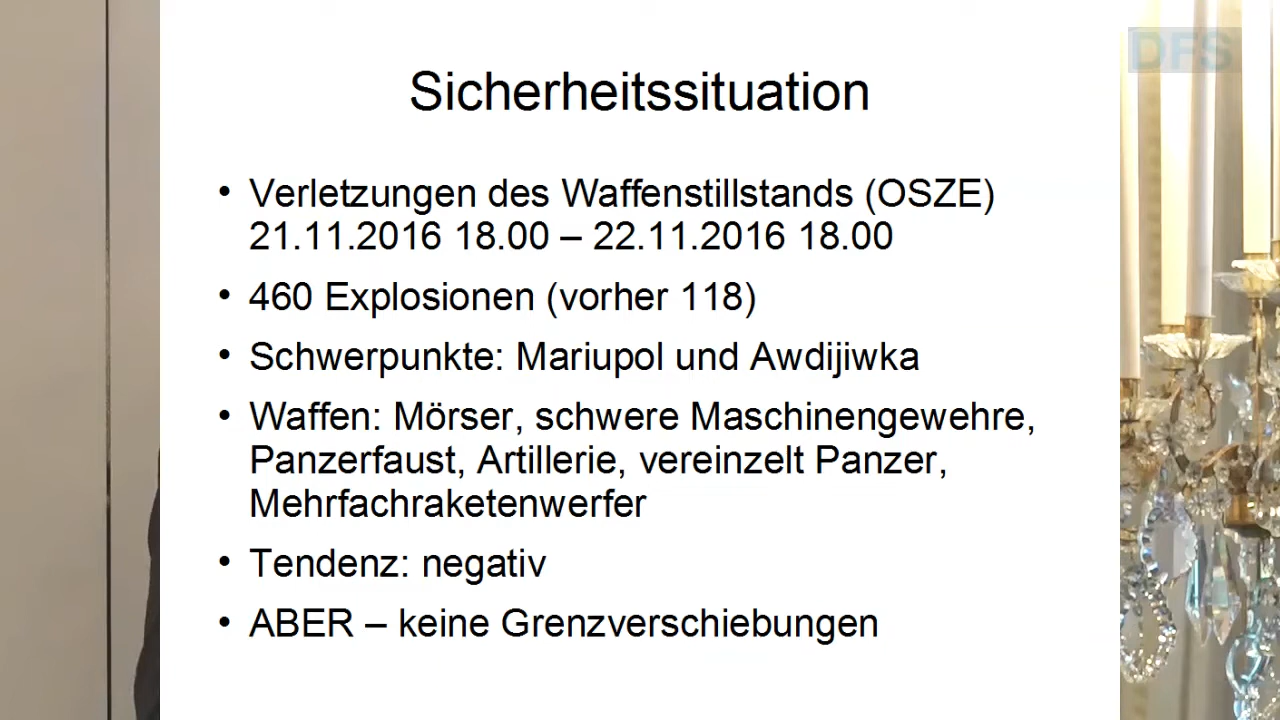 DFS
Sicherheitssituation
• Verletzungen des Waffenstillstands (OSZE)
21.11.2016 18.00 – 22.11.2016 18.00
• 460 Explosionen (vorher 118)
• Schwerpunkte: Mariupol und Awdijiwka
• Waffen: Mörser, schwere Maschinengewehre,
Panzerfaust, Artillerie, vereinzelt Panzer,
Mehrfachraketenwerfer
• Tendenz: negativ
• ABER – keine Grenzverschiebungen